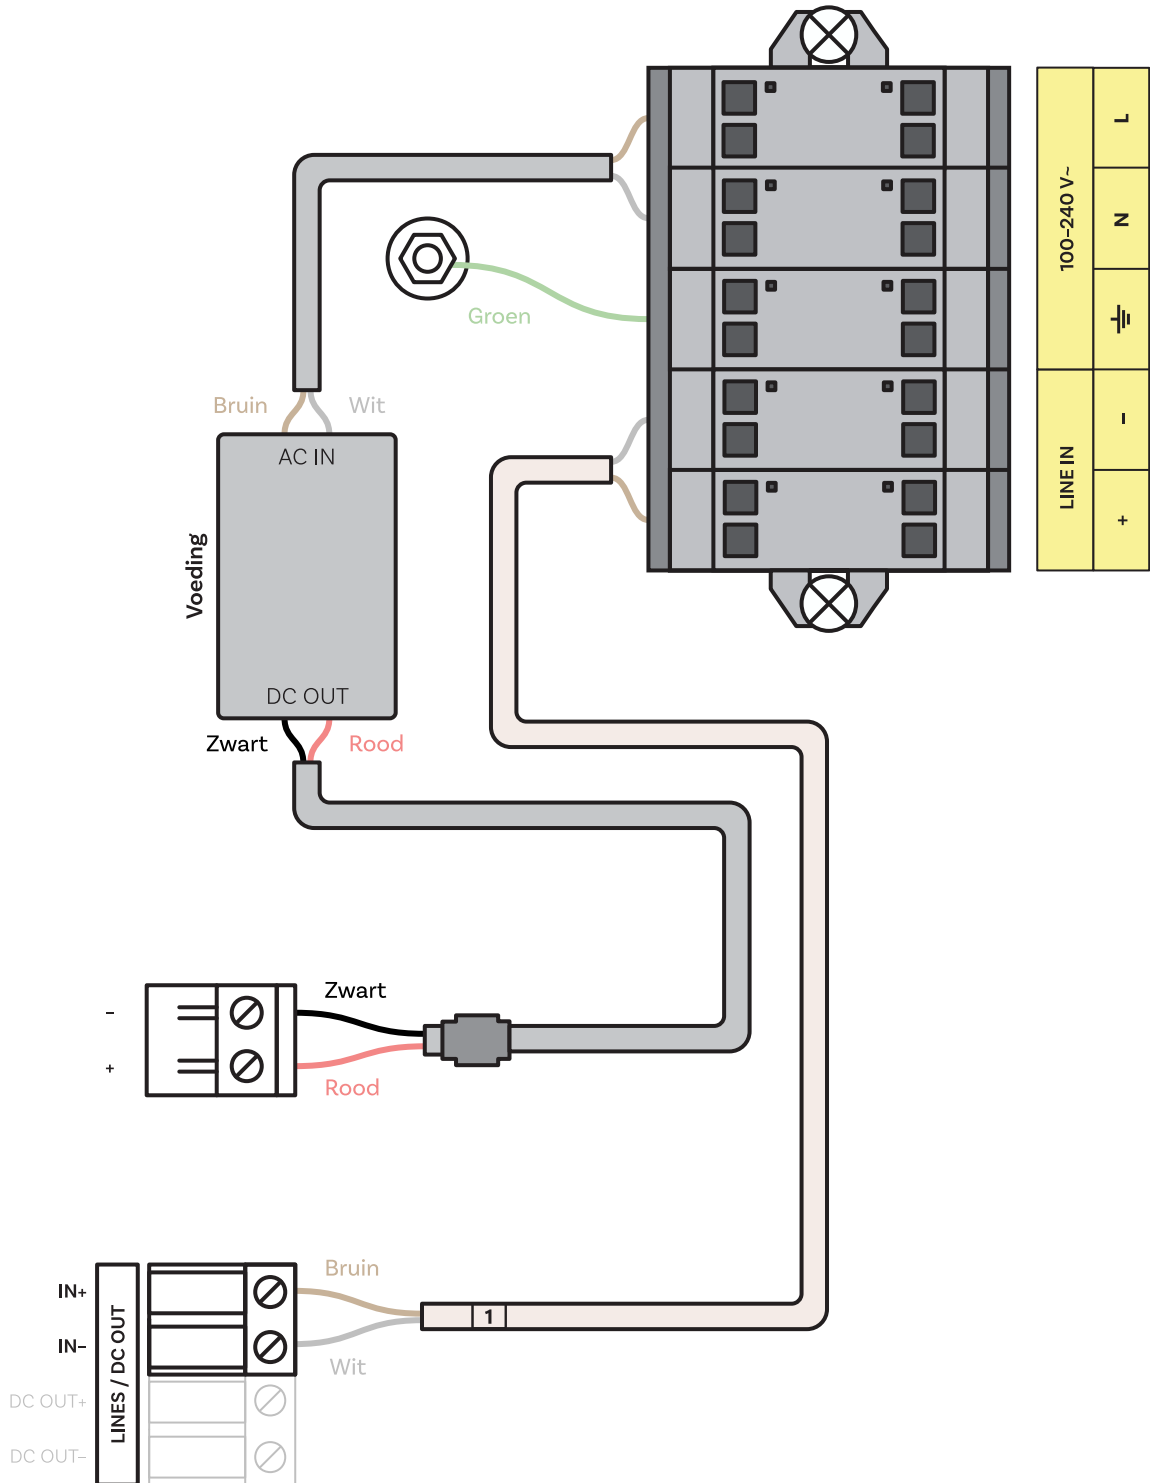 L
N
100–240 V~
–
+
LINE IN
Groen
Bruin
Wit
AC IN
Voeding
DC OUT
Zwart
Rood
–
+
Zwart
Rood
IN+
IN–
DC OUT+
DC OUT–
LINES / DC OUT
Bruin
Wit
1